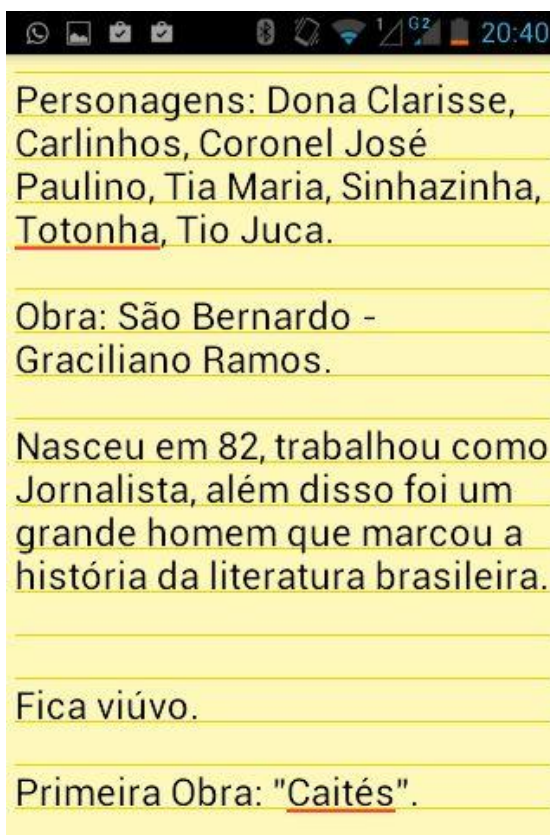 1 G 2 20:40
Personagens: Dona Clarisse,
Carlinhos, Coronel José
Paulino, Tia Maria, Sinhazinha,
Totonha, Tio Juca.
Obra: São Bernardo -
Graciliano Ramos.
Nasceu em 82, trabalhou como
Jornalista, além disso foi um
grande homem que marcou a
história da literatura brasileira.
Fica viúvo.
Primeira Obra: "Caités".